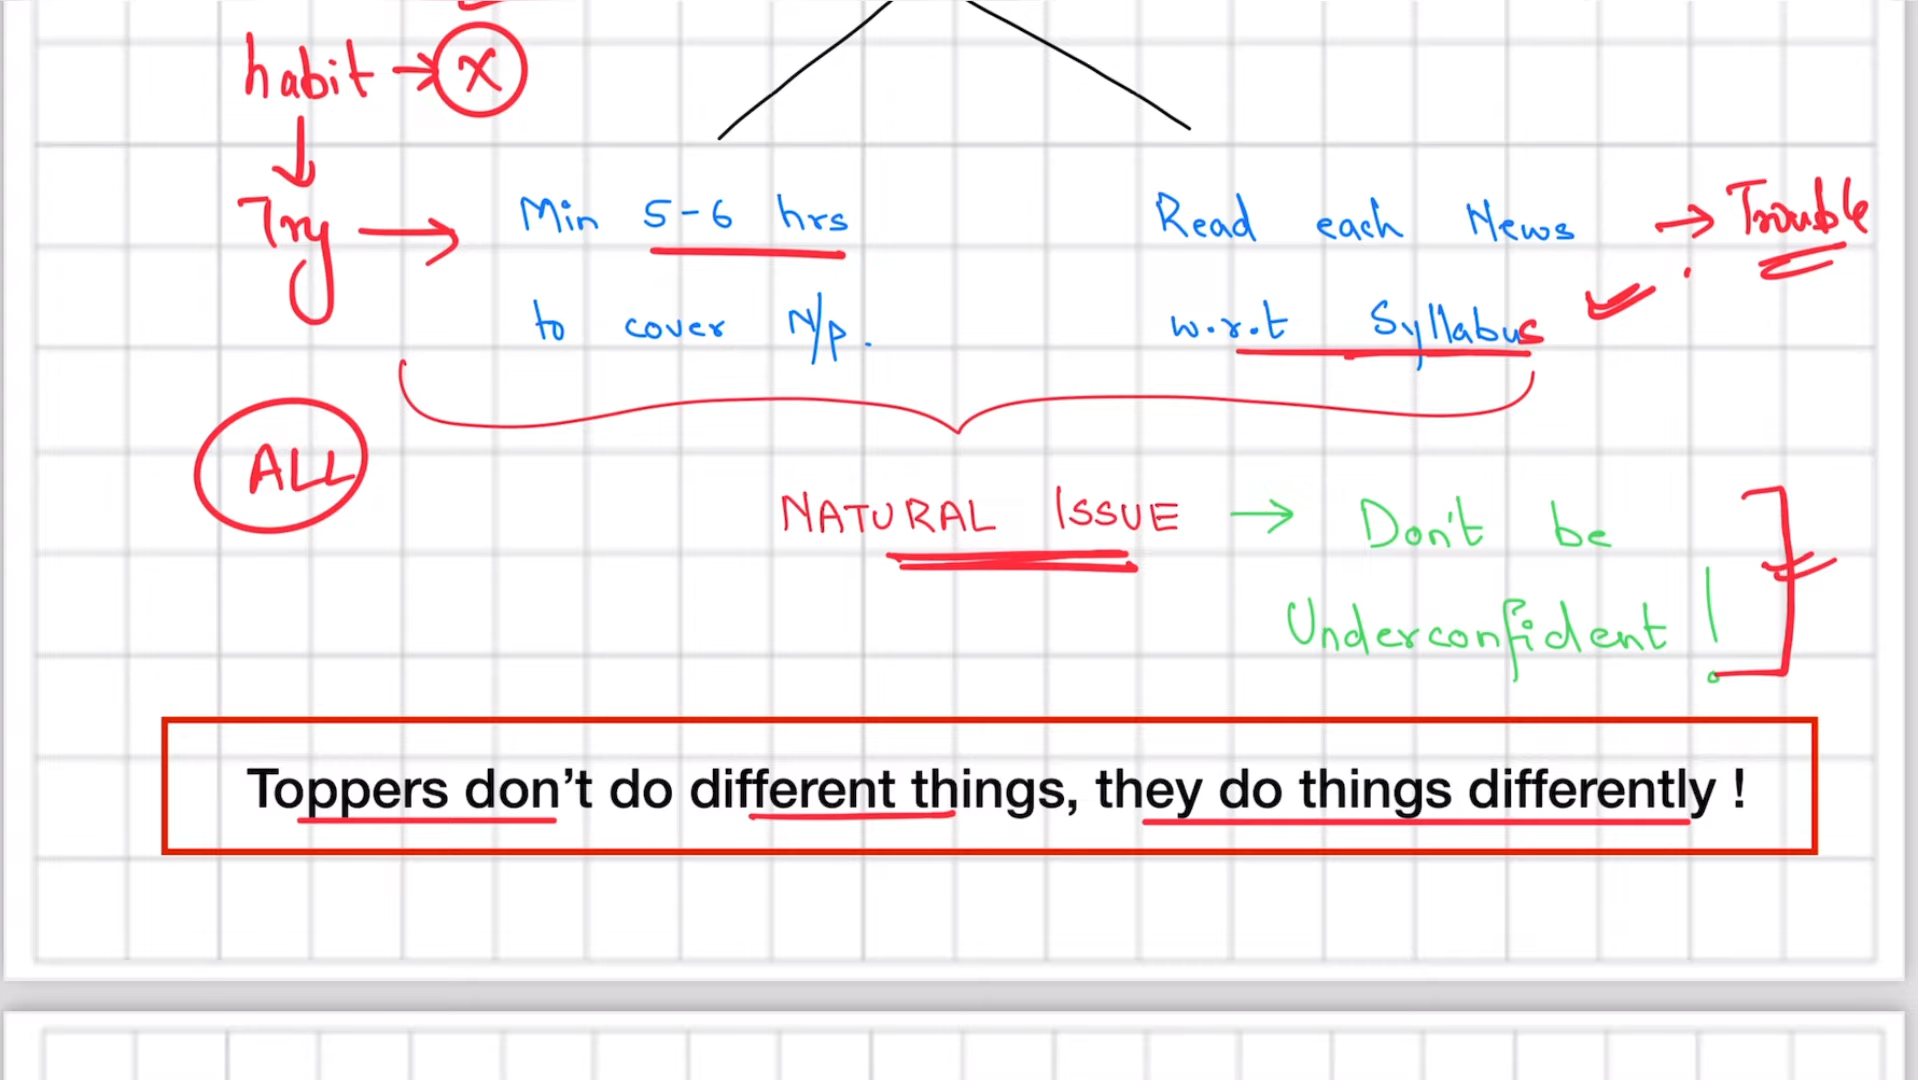 habit → X
Try → Min 5-6 hrs
to cover N/p.
Read each News → Trouble
w.r.t Syllabus
ALL
NATURAL ISSUE → Don't be
Underconfident !
Toppers don’t do different things, they do things differently !